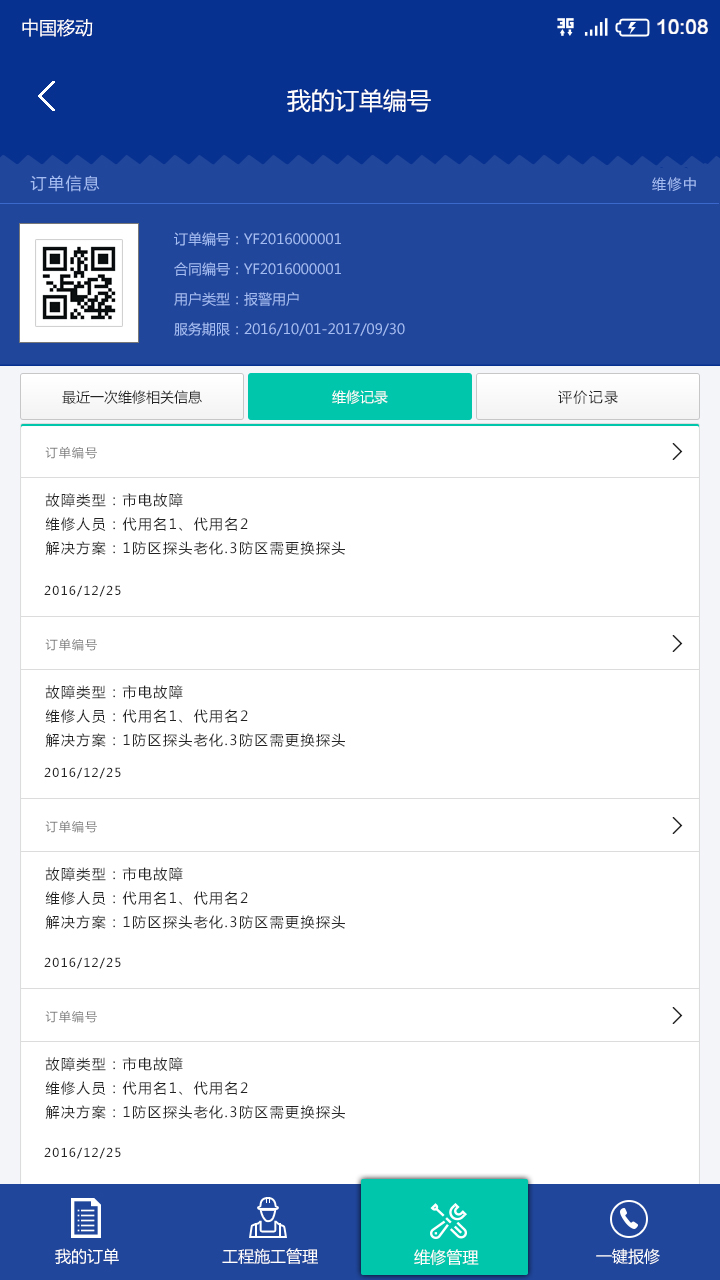 中国移动
3G 10:08
我的订单编号
订单信息
维修中
订单编号：YF2016000001
合同编号：YF2016000001
用户类型：报警用户
服务期限：2016/10/01-2017/09/30
最近一次维修相关信息
维修记录
评价记录
订单编号
故障类型：市电故障
维修人员：代用名1、代用名2
解决方案：1防区探头老化.3防区需更换探头
2016/12/25
订单编号
故障类型：市电故障
维修人员：代用名1、代用名2
解决方案：1防区探头老化.3防区需更换探头
2016/12/25
订单编号
故障类型：市电故障
维修人员：代用名1、代用名2
解决方案：1防区探头老化.3防区需更换探头
2016/12/25
订单编号
故障类型：市电故障
维修人员：代用名1、代用名2
解决方案：1防区探头老化.3防区需更换探头
2016/12/25
我的订单
工程施工管理
维修管理
一键报修